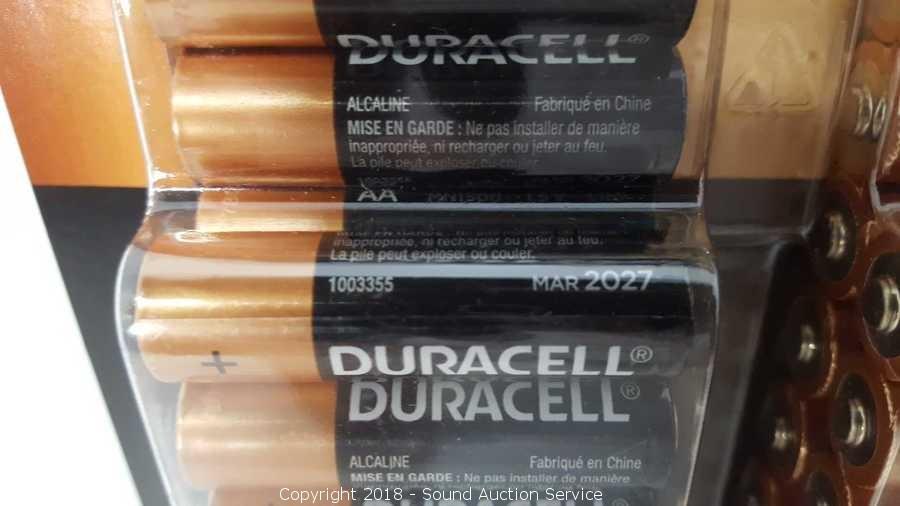 DURACELL®
ALCALINE Fabriqué en Chine
MISE EN GARDE : Ne pas installer de manière
inappropriée, ni recharger ou jeter au feu.
La pile peut exploser ou couler.
1003355 2027
AA MN1500
inappropriée, ni recharger ou jeter au feu.
La pile peut exploser ou couler.
1003355 MAR 2027
+ DURACELL®
DURACELL®
ALCALINE Fabriqué en Chine
MISE EN GARDE : Ne pas installer de manière
Copyright 2018 - Sound Auction Service